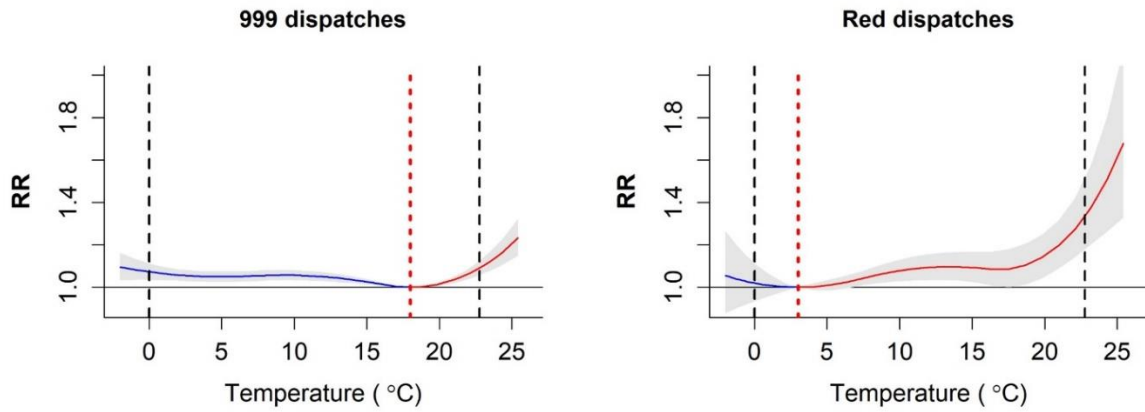 999 dispatches
RR
1.0 1.4 1.8
0 5 10 15 20 25
Temperature ( °C)
Red dispatches
RR
1.0 1.4 1.8
0 5 10 15 20 25
Temperature ( °C)